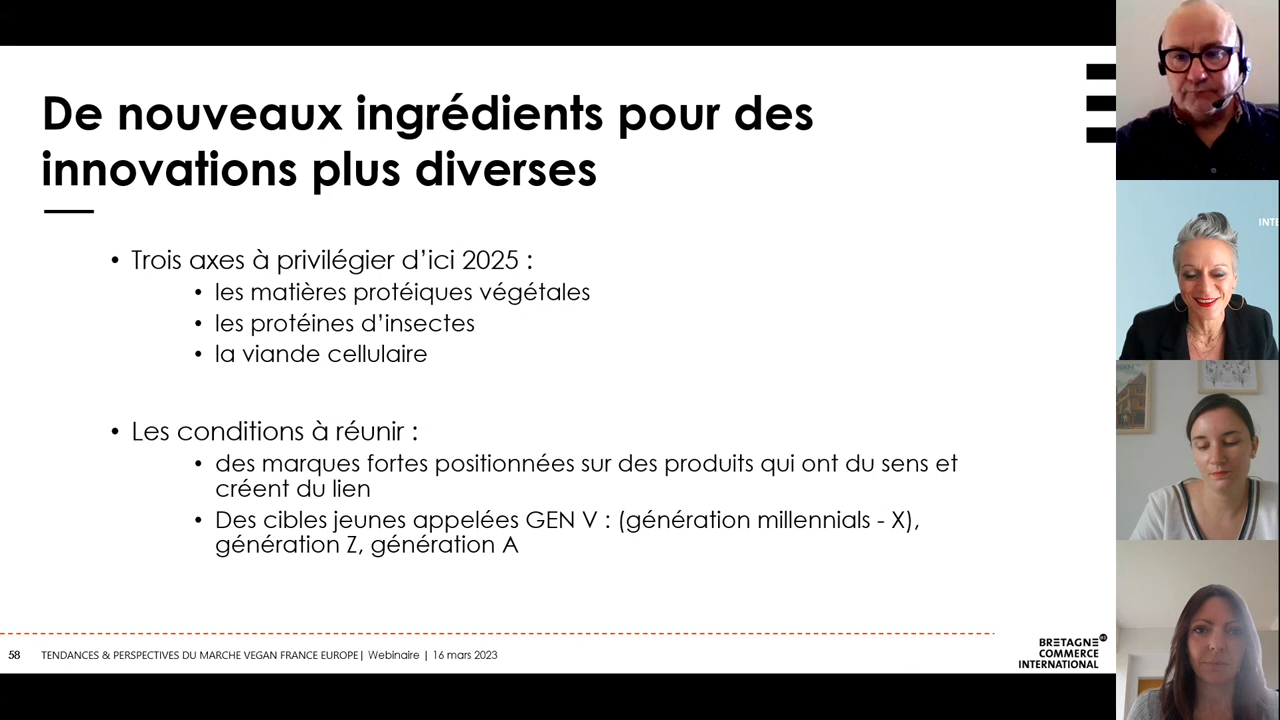 De nouveaux ingrédients pour des
innovations plus diverses
• Trois axes à privilégier d’ici 2025 :
• les matières protéiques végétales
• les protéines d’insectes
• la viande cellulaire
• Les conditions à réunir :
• des marques fortes positionnées sur des produits qui ont du sens et
créent du lien
• Des cibles jeunes appelées GEN V : (génération millennials - X),
génération Z, génération A
58 TENDANCES & PERSPECTIVES DU MARCHE VEGAN FRANCE EUROPE| Webinaire | 16 mars 2023
BRETAGNE
COMMERCE
INTERNATIONAL
INTE